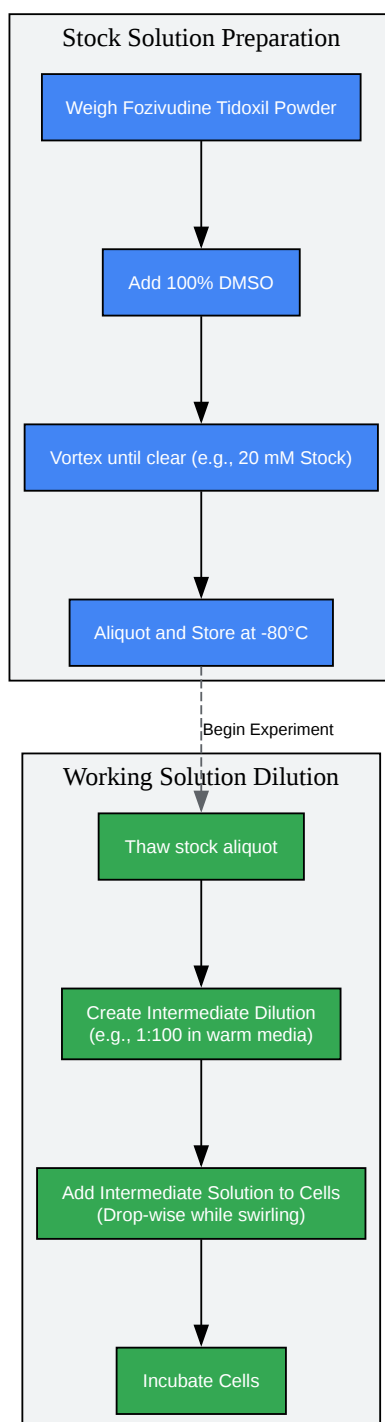 Stock Solution Preparation
Weigh Fozivudine Tidoxil Powder
Add 100% DMSO
Vortex until clear (e.g., 20 mM Stock)
Aliquot and Store at -80°C
Begin Experiment
Working Solution Dilution
Thaw stock aliquot
Create Intermediate Dilution
(e.g., 1:100 in warm media)
Add Intermediate Solution to Cells
(Drop-wise while swirling)
Incubate Cells